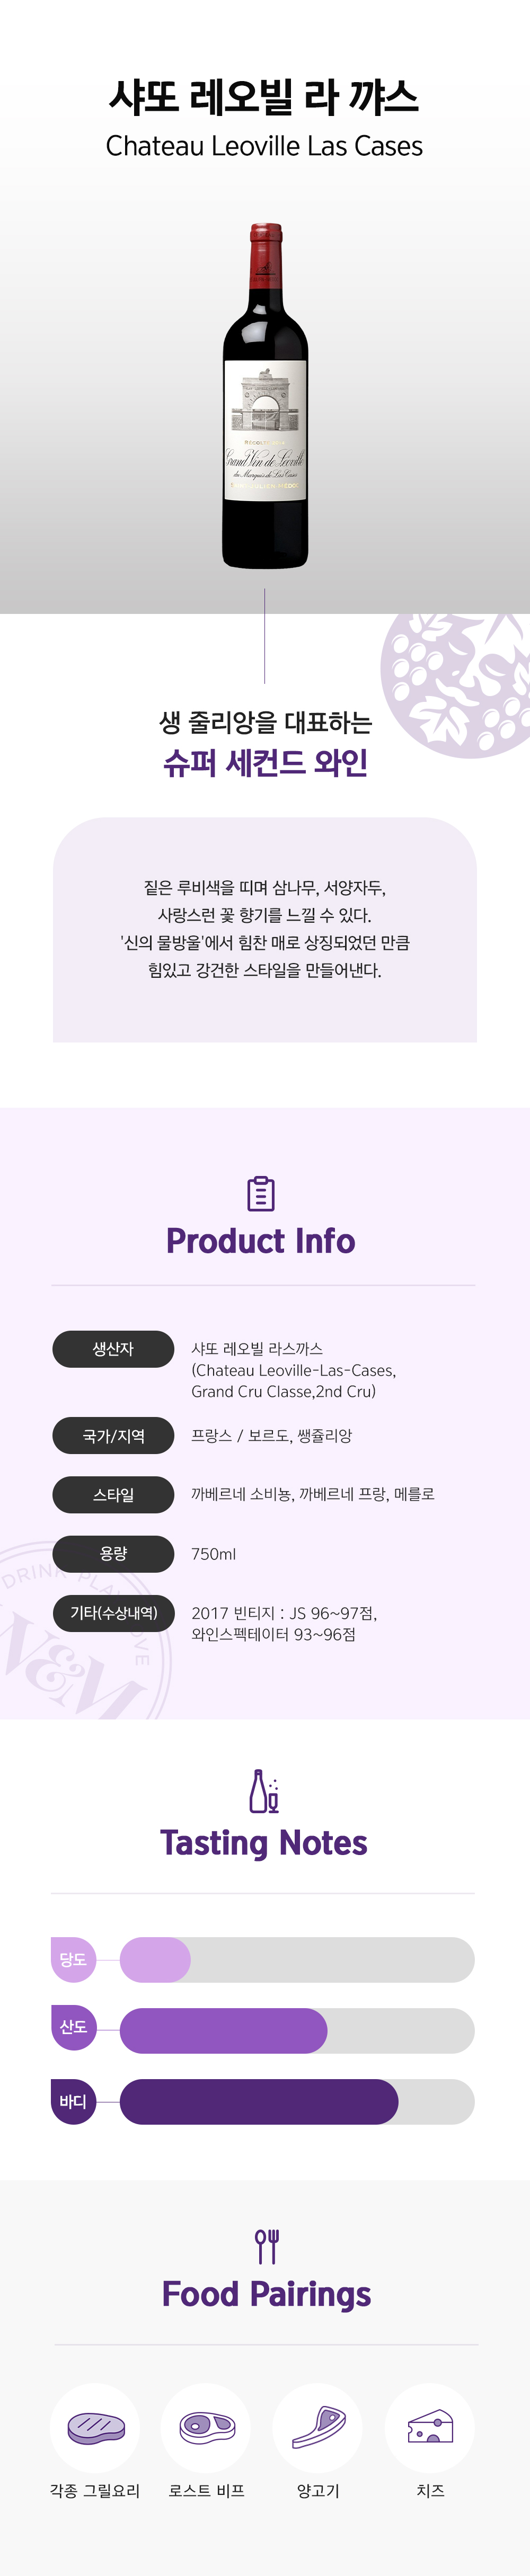 샤또 레오빌 라 꺄스
Chateau Leoville Las Cases
Grand Vin de Léoville
du Marquis de Las Cases
생 줄리앙을 대표하는
슈퍼 세컨드 와인
짙은 루비색을 띠며 삼나무, 서양자두,
사랑스런 꽃 향기를 느낄 수 있다.
'신의 물방울'에서 힘찬 매로 상징되었던 만큼
힘있고 강건한 스타일을 만들어낸다.
Product Info
생산자
샤또 레오빌 라스까스
(Chateau Leoville-Las-Cases,
Grand Cru Classe,2nd Cru)
국가/지역
프랑스 / 보르도, 쌩쥴리앙
스타일
까베르네 소비뇽, 까베르네 프랑, 메를로
용량
750ml
기타(수상내역)
2017 빈티지 : JS 96~97점,
와인스펙테이터 93~96점
DRINK PLAY
W&M
Tasting Notes
당도
산도
바디
Food Pairings
각종 그릴요리
로스트 비프
양고기
치즈